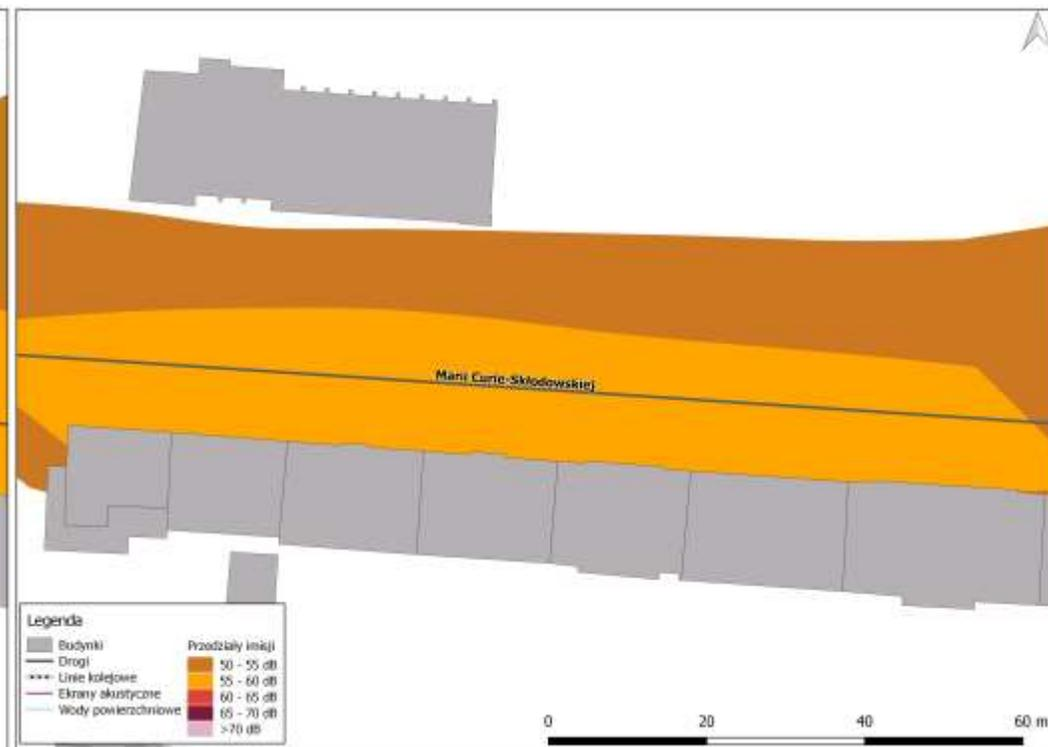 Marii Curie-Skłodowskiej
Legenda
Budynki
Drogi
Linie kolejowe
Ekrany akustyczne
Wody powierzchniowe
Przedziały imisji
50 - 55 dB
55 - 60 dB
60 - 65 dB
65 - 70 dB
>70 dB
0 20 40 60 m